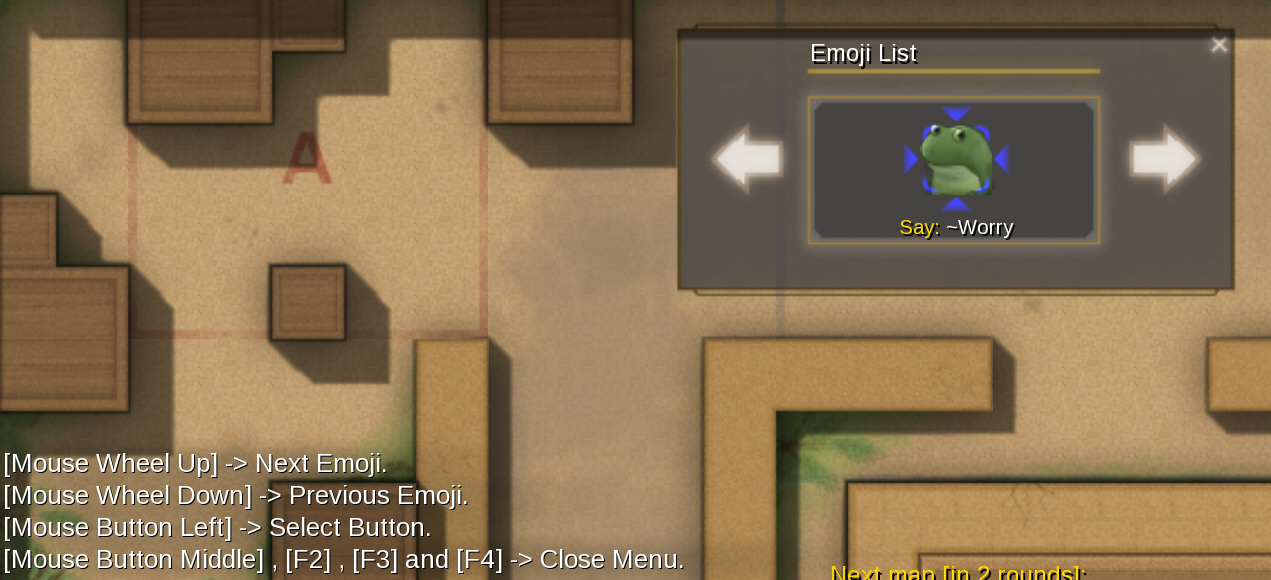 Emoji List
×
A
Say: ~Worry
[Mouse Wheel Up] -> Next Emoji.
[Mouse Wheel Down] -> Previous Emoji.
[Mouse Button Left] -> Select Button.
[Mouse Button Middle] , [F2] , [F3] and [F4] -> Close Menu.
Next map [in 2 rounds]: